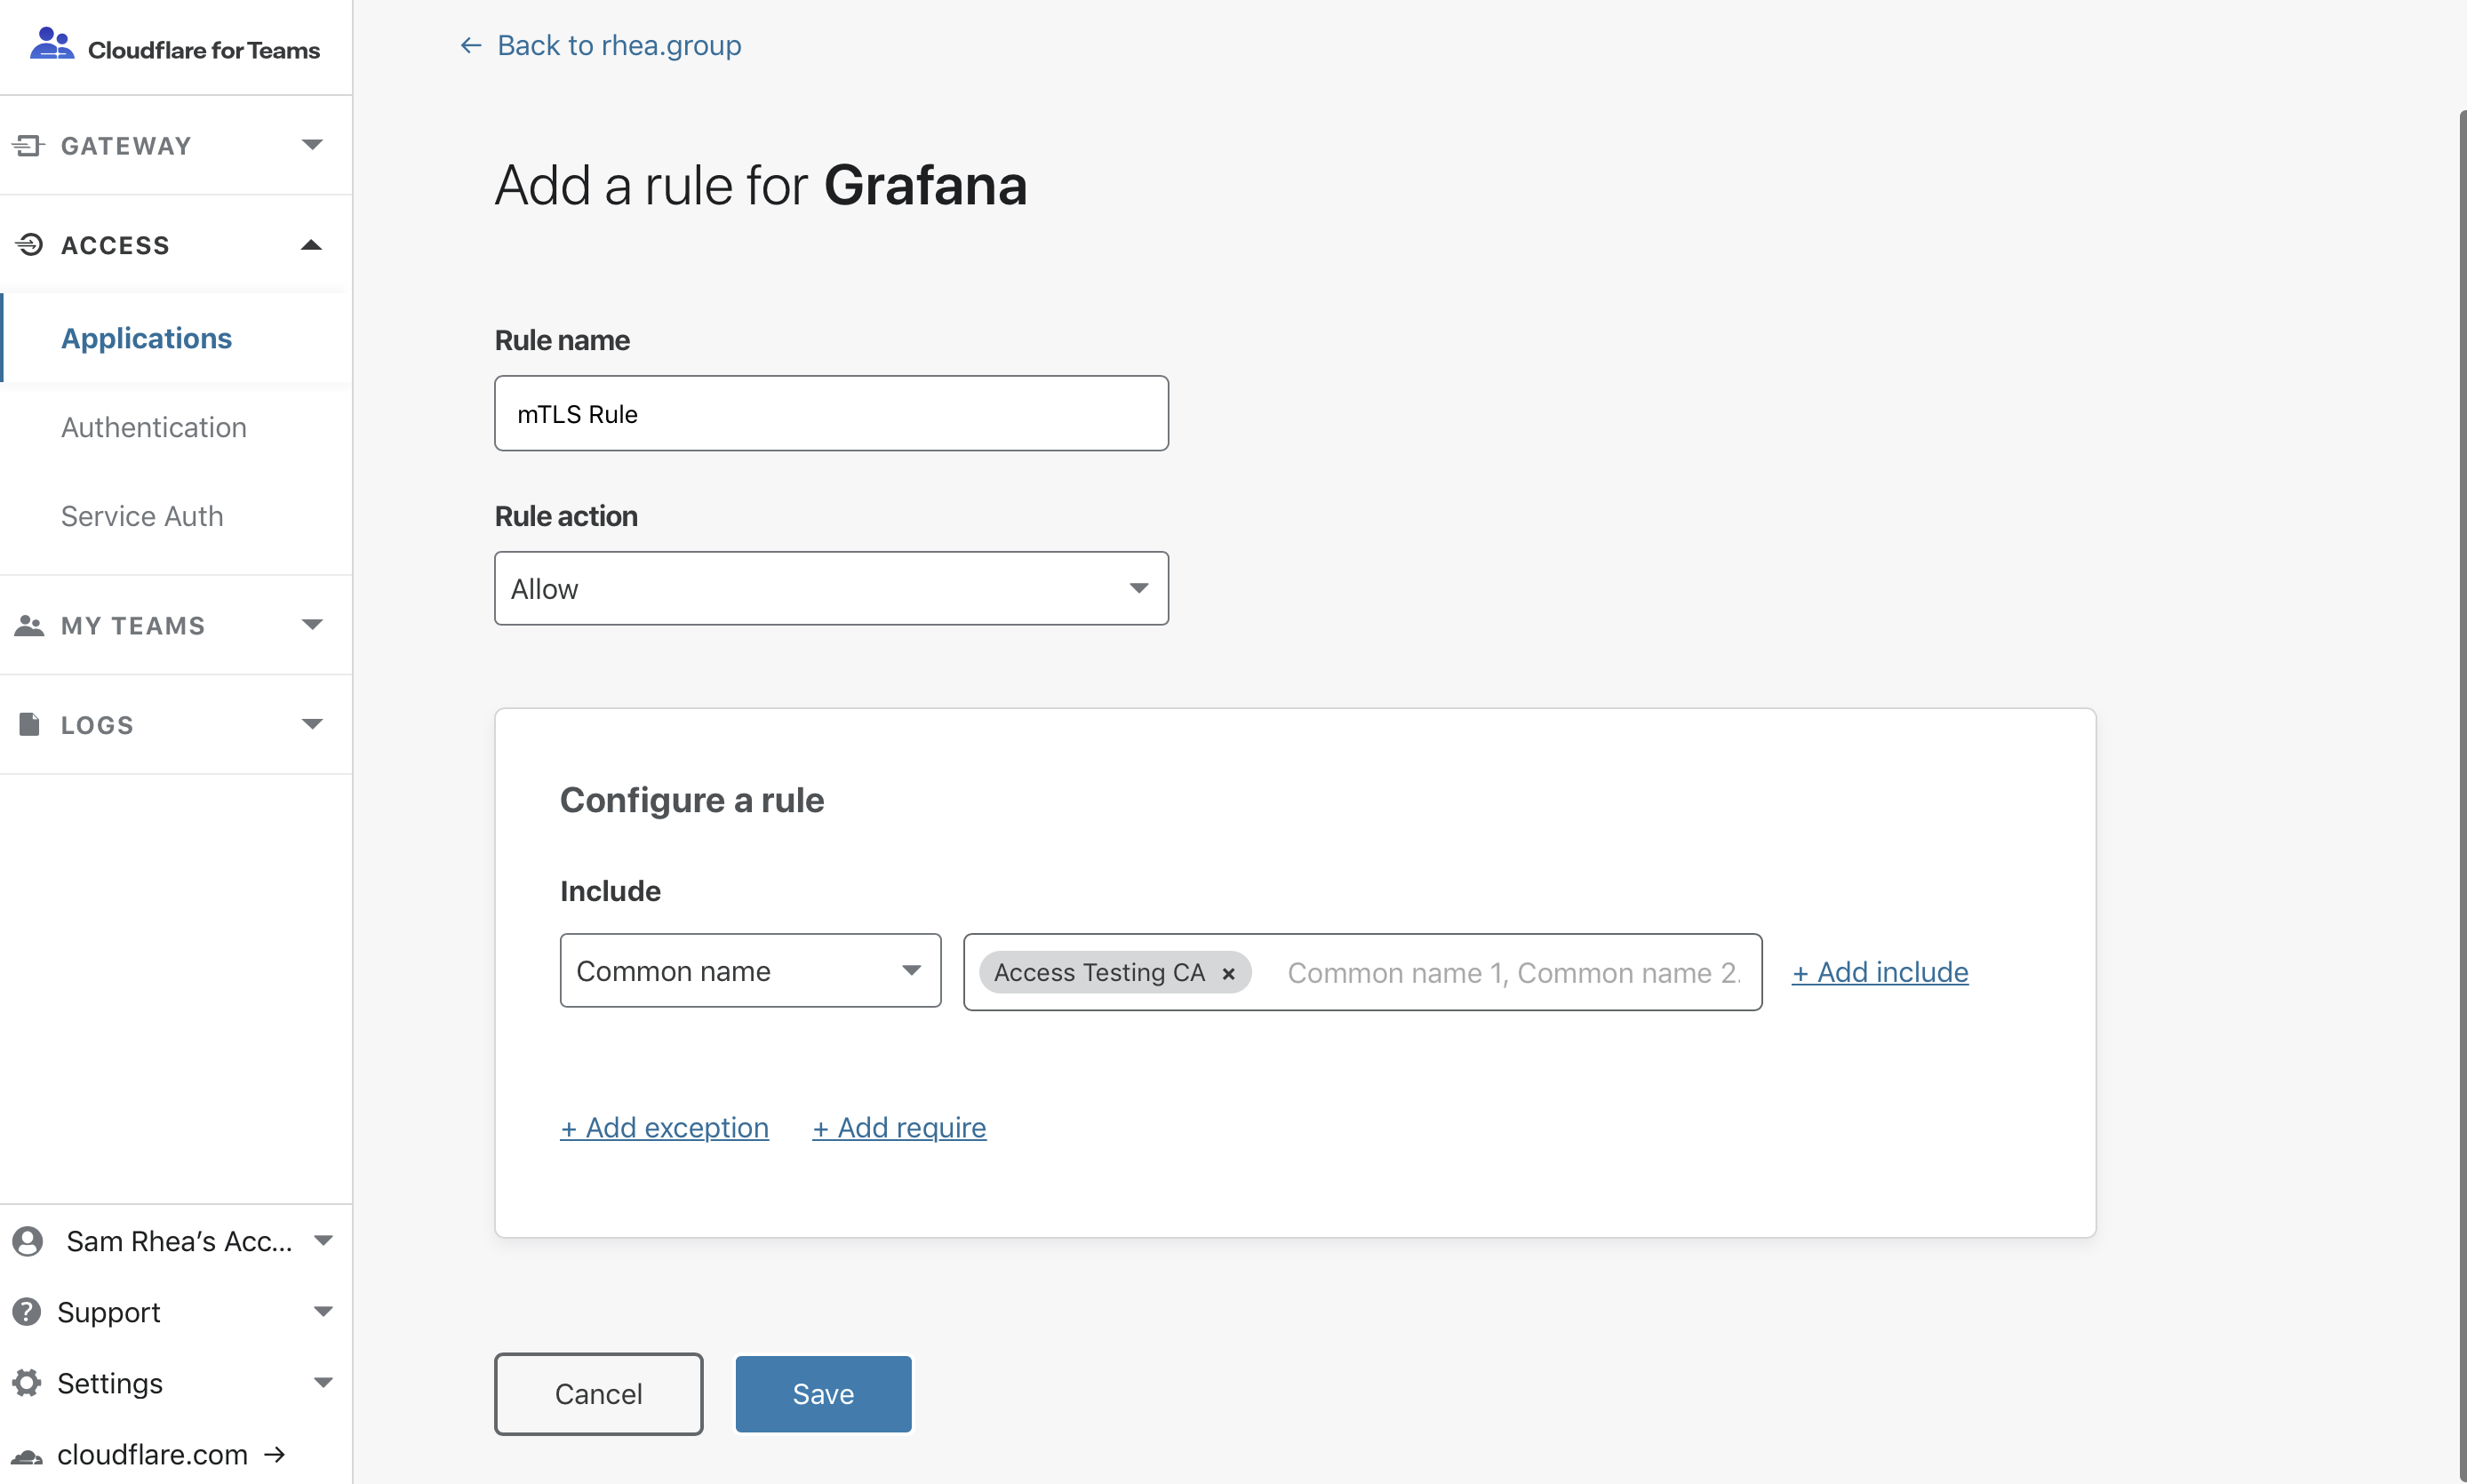 Cloudflare for Teams
GATEWAY
ACCESS
Applications
Authentication
Service Auth
MY TEAMS
LOGS
Sam Rhea's Acc...
Support
Settings
cloudflare.com →
← Back to rhea.group
Add a rule for Grafana
Rule name
mTLS Rule
Rule action
Allow
Configure a rule
Include
Common name
Access Testing CA × Common name 1, Common name 2.
+ Add include
+ Add exception + Add require
Cancel Save